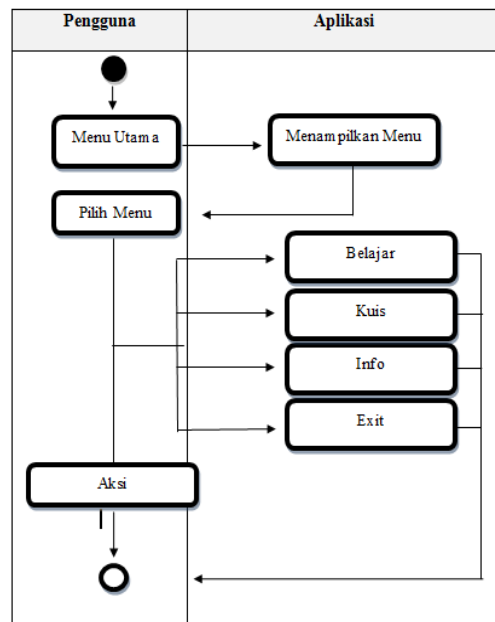 Pengguna
Aplikasi
Menu Utama
Menampilkan Menu
Pilih Menu
Belajar
Kuis
Info
Exit
Aksi